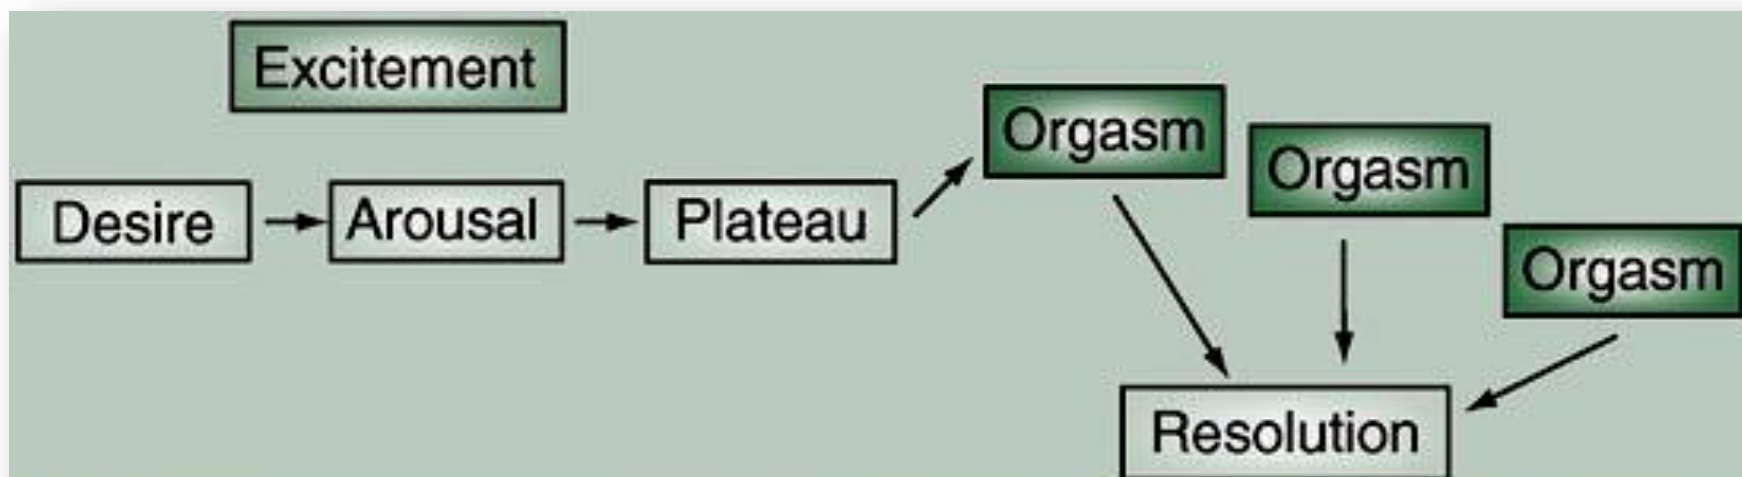 Excitement
Desire
Arousal
Plateau
Orgasm
Orgasm
Orgasm
Resolution